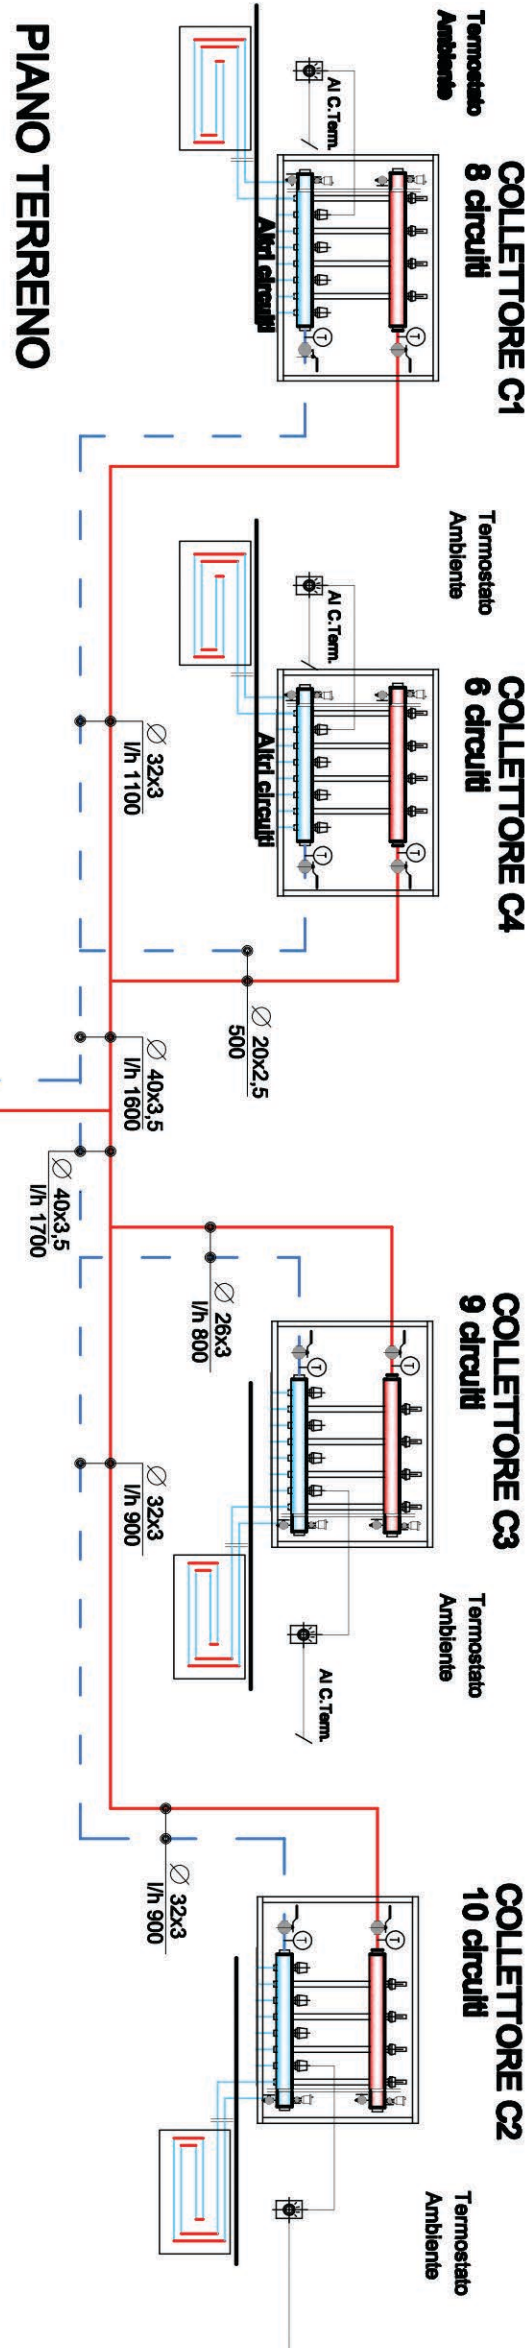 PIANO TERRENO
Termostato
Ambiente
COLLETTORE C1
8 circuiti
Al C.Term.
T
T
Altri circuiti
Ø 32x3
l/h 1100
Termostato
Ambiente
COLLETTORE C4
6 circuiti
Al C.Term.
T
T
Altri circuiti
Ø 20x2,5
500
Ø 40x3,5
l/h 1600
Ø 40x3,5
l/h 1700
COLLETTORE C3
9 circuiti
T
T
Ø 26x3
l/h 800
Ø 32x3
l/h 900
Termostato
Ambiente
Al C.Term.
COLLETTORE C2
10 circuiti
T
T
Ø 32x3
l/h 900
Termostato
Ambiente